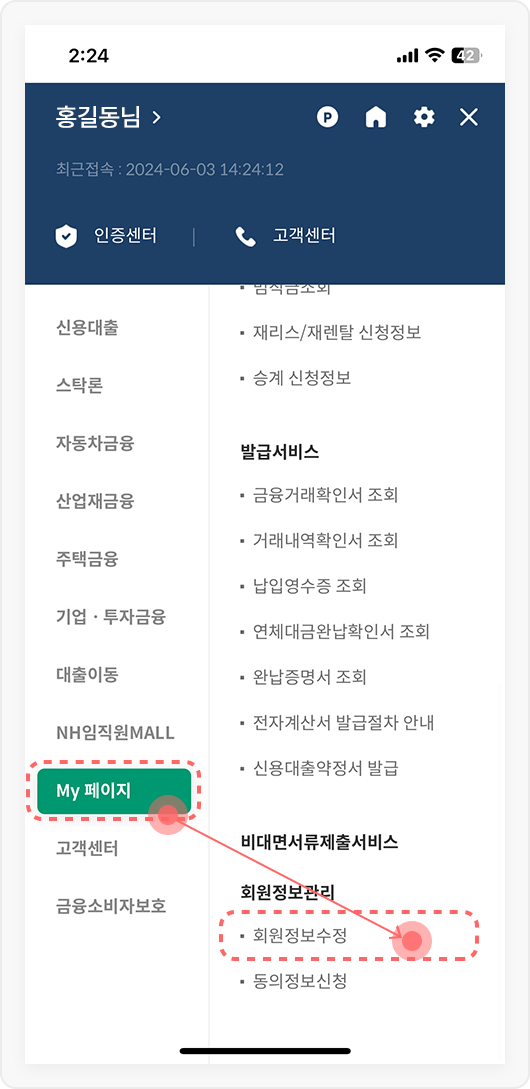 2:24
42
홍길동님
P
최근접속 : 2024-06-03 14:24:12
인증센터
고객센터
신용대출
스탁론
자동차금융
산업재금융
주택금융
기업 · 투자금융
대출이동
NH임직원MALL
My 페이지
고객센터
금융소비자보호
재리스/재렌탈 신청정보
승계 신청정보
발급서비스
금융거래확인서 조회
거래내역확인서 조회
납입영수증 조회
연체대금완납확인서 조회
완납증명서 조회
전자계산서 발급절차 안내
신용대출약정서 발급
비대면서류제출서비스
회원정보관리
회원정보수정
동의정보신청